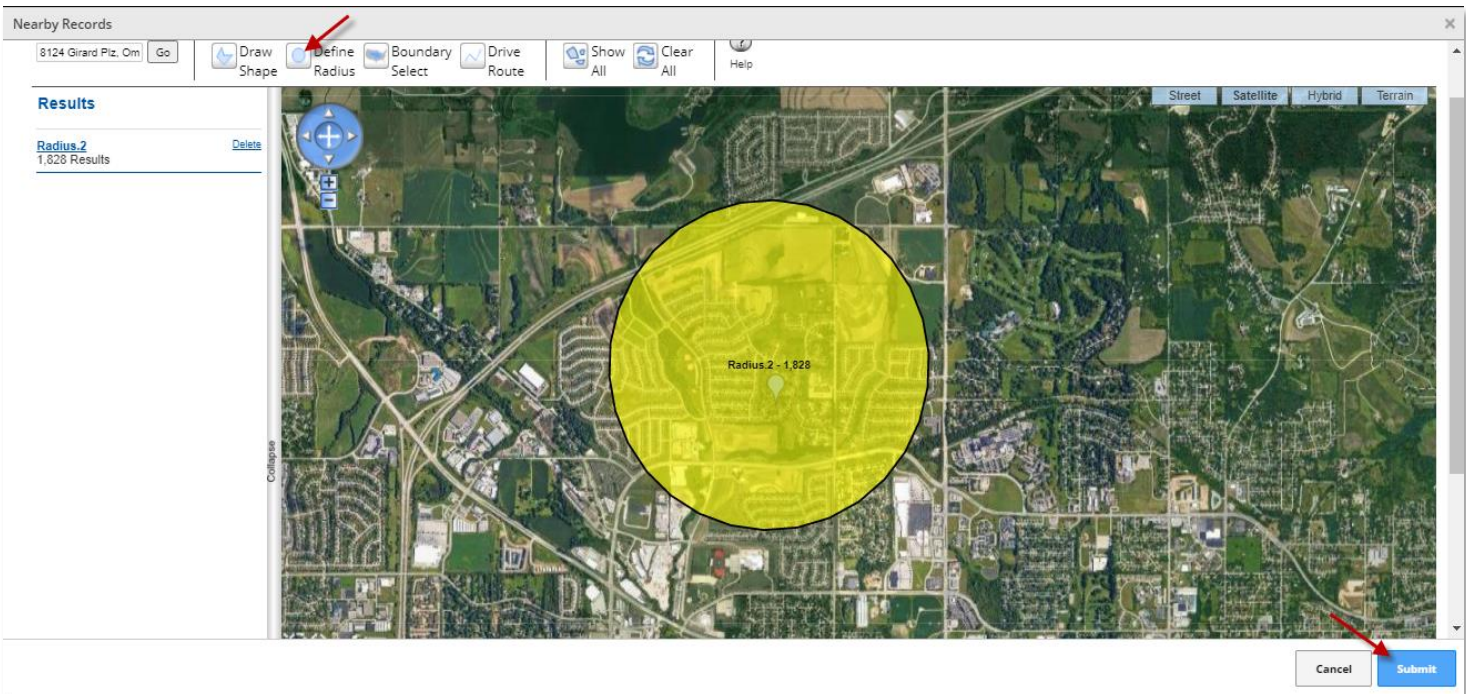 Nearby Records
×
8124 Girard Plz, Om
Go
Draw
Shape
Define
Radius
Boundary
Select
Drive
Route
Show
All
Clear
All
?
Help
Results
Radius.2
Delete
1,828 Results
Street
Satellite
Hybrid
Terrain
Radius.2 - 1,828
Collapse
Cancel
Submit